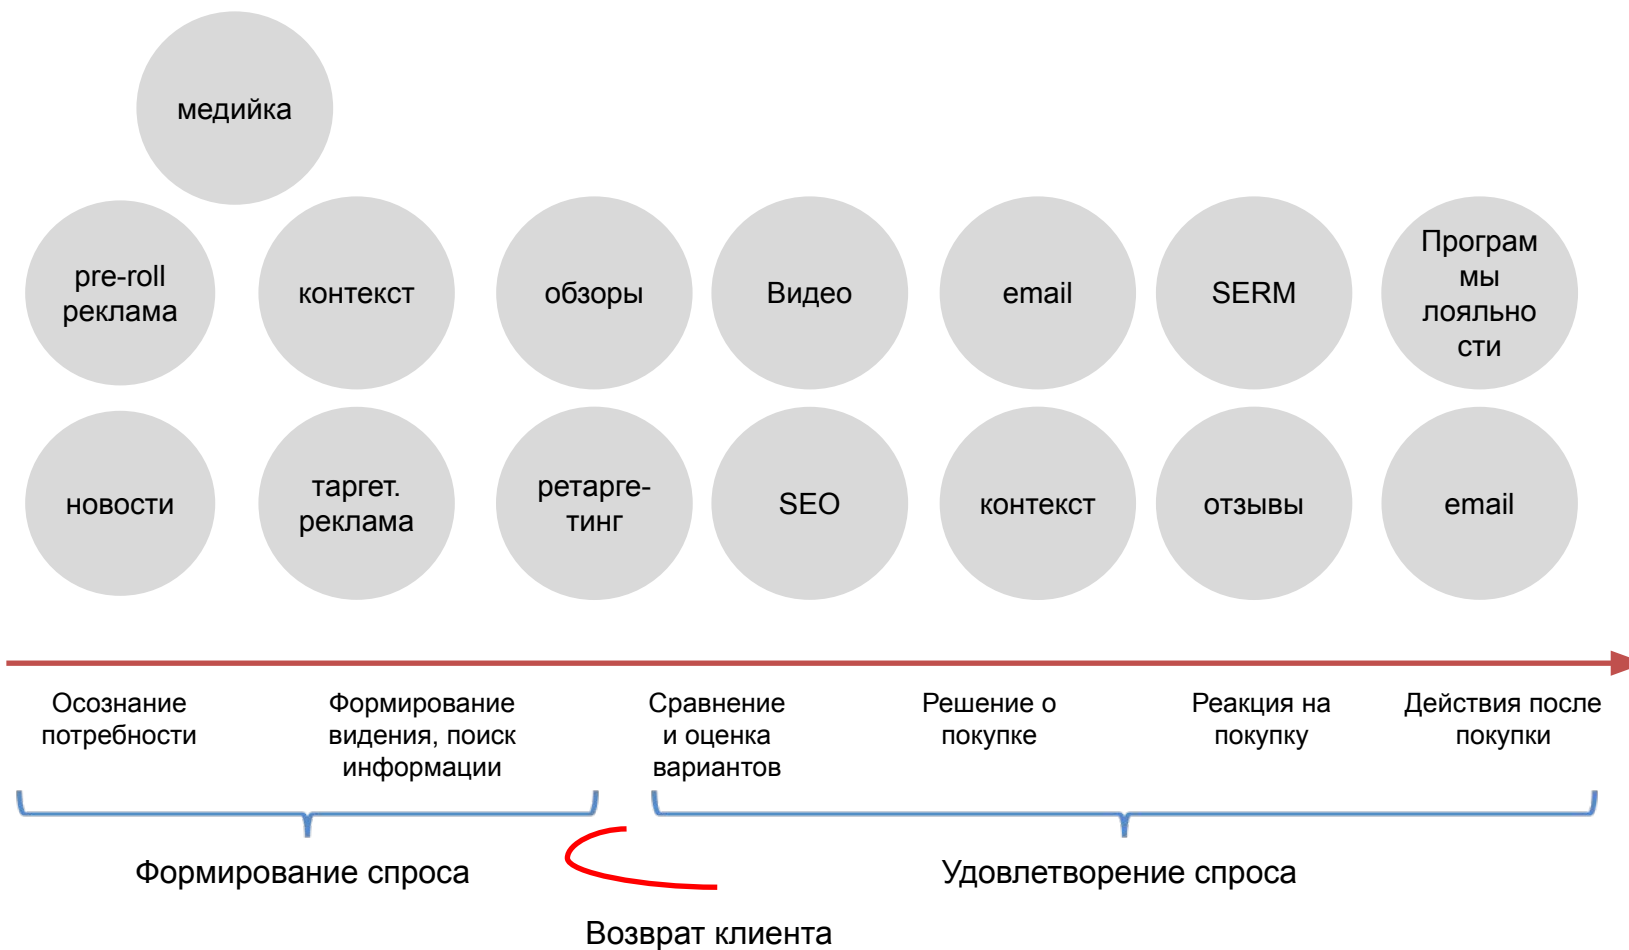 медийка
pre-roll
реклама
контекст
обзоры
Видео
email
SERM
Програм
мы
лояльно
сти
новости
таргет.
реклама
ретарге-
тинг
SEO
контекст
отзывы
email
Осознание
потребности
Формирование
видения, поиск
информации
Сравнение
и оценка
вариантов
Решение о
покупке
Реакция на
покупку
Действия после
покупки
Формирование спроса
Удовлетворение спроса
Возврат клиента